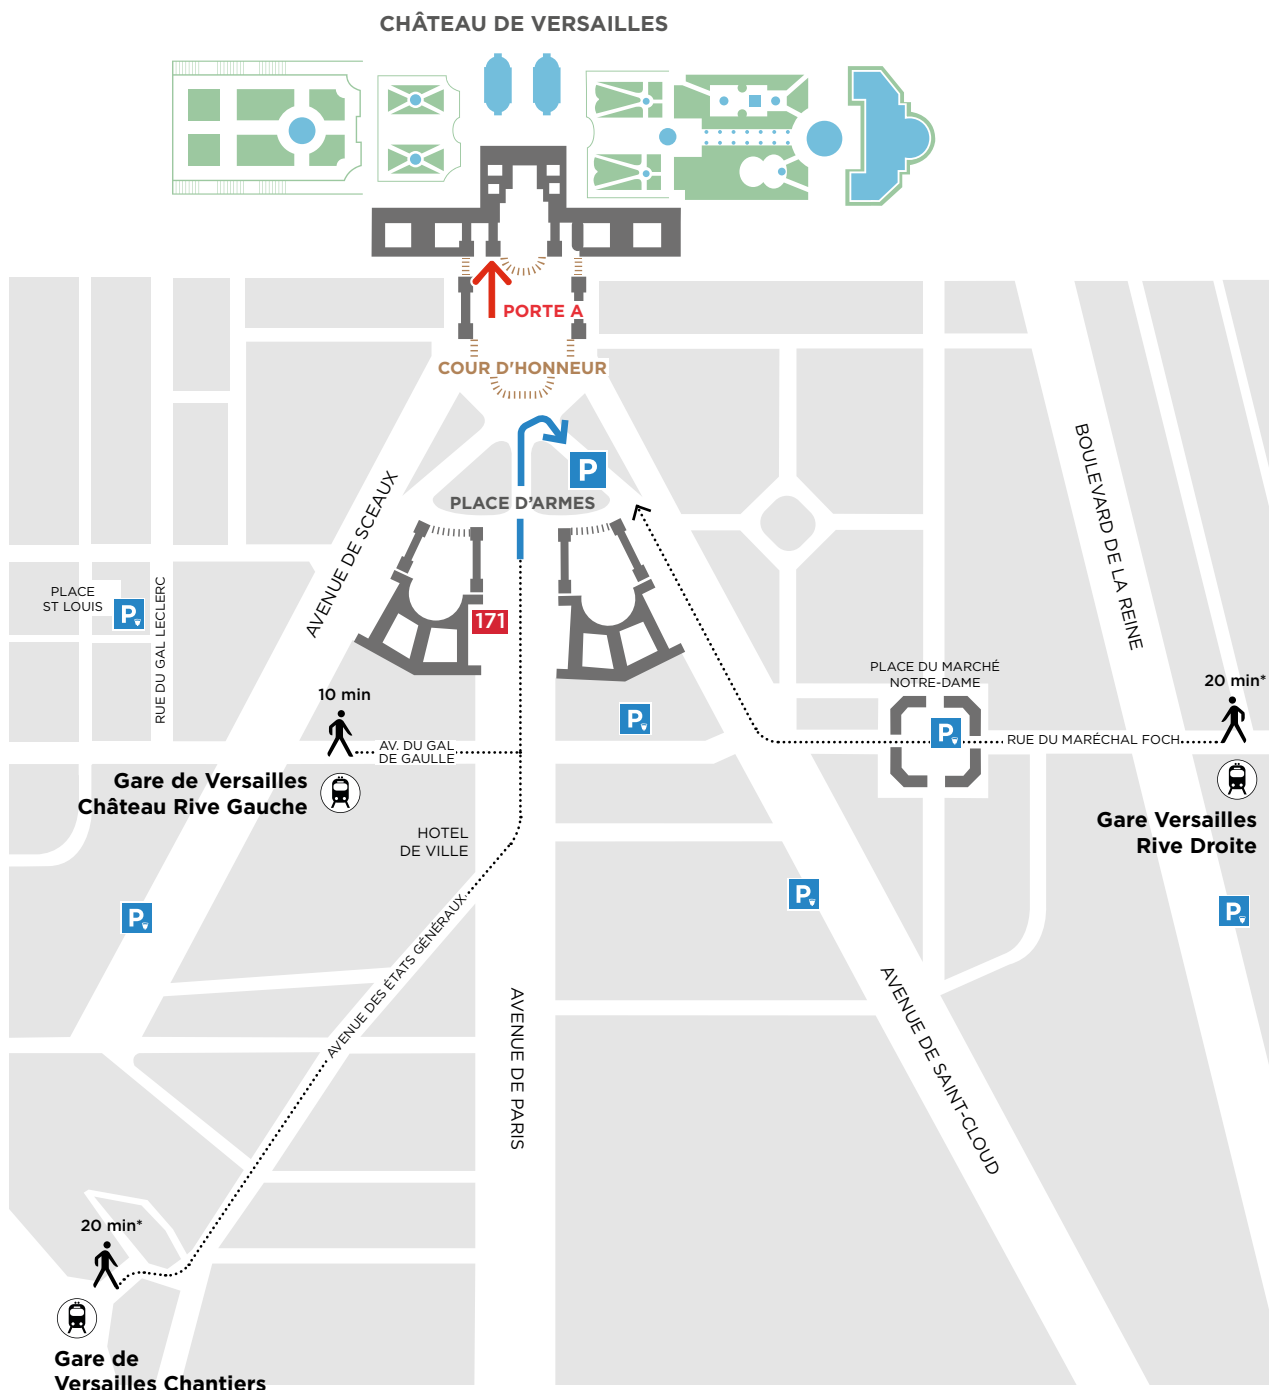 CHÂTEAU DE VERSAILLES
PORTE A
COUR D'HONNEUR
P
PLACE D'ARMES
AVENUE DE SCEAUX
BOULEVARD DE LA REINE
PLACE
ST LOUIS
P
RUE DU GAL LECLERC
171
PLACE DU MARCHÉ
NOTRE-DAME
P
10 min
20 min*
P
AV. DU GAL
DE GAULLE
RUE DU MARÉCHAL FOCH
Gare de Versailles
Château Rive Gauche
Gare Versailles
Rive Droite
HOTEL
DE VILLE
P
P
P
AVENUE DES ÉTATS GÉNÉRAUX
AVENUE DE PARIS
AVENUE DE SAINT-CLOUD
20 min*
Gare de
Versailles Chantiers